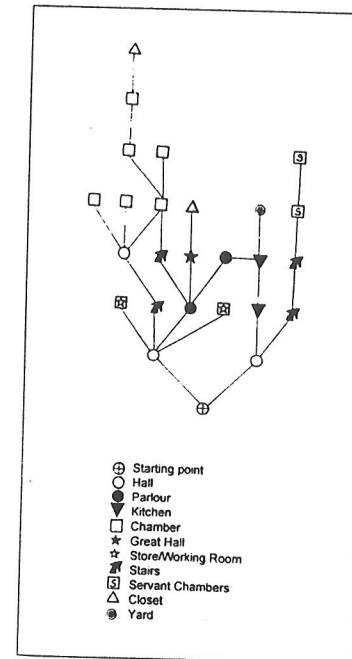 S
S
Starting point
Hall
Parlour
Kitchen
Chamber
Great Hall
Store/Working Room
Stairs
S Servant Chambers
Closet
Yard